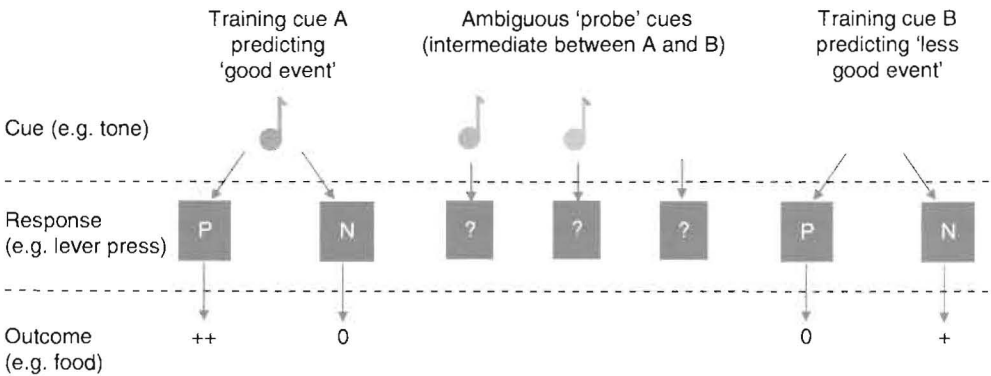 Training cue A
predicting
'good event'
Ambiguous 'probe' cues
(intermediate between A and B)
Training cue B
predicting 'less
good event'
Cue (e.g. tone)
Response
(e.g. lever press)
P
N
?
?
?
P
N
Outcome
(e.g. food)
++
0
0
+